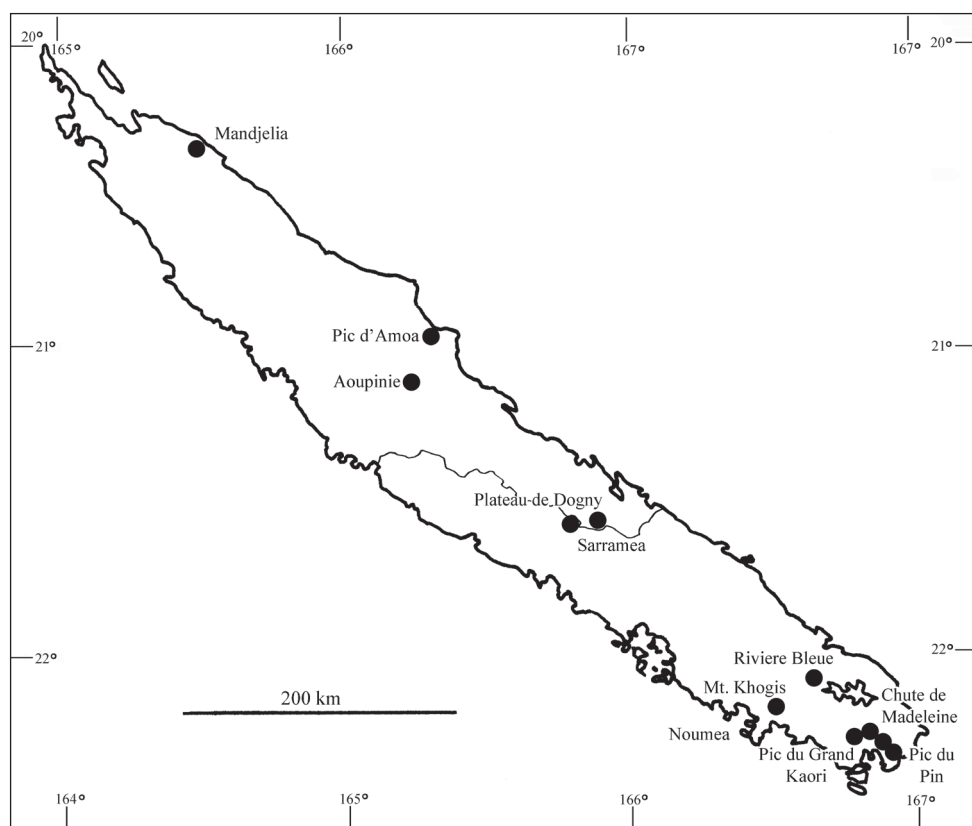 20°
165°
166°
167°
167°
20°
Mandjelia
Pic d'Amoa
21°
21°
Aoupinie
Plateau-de Dogny
Sarramea
22°
22°
Riviere Bleue
Mt. Khogis
Chute de
Madeleine
200 km
Noumea
Pic du Grand
Kaori
Pic du
Pin
164°
165°
166°
167°